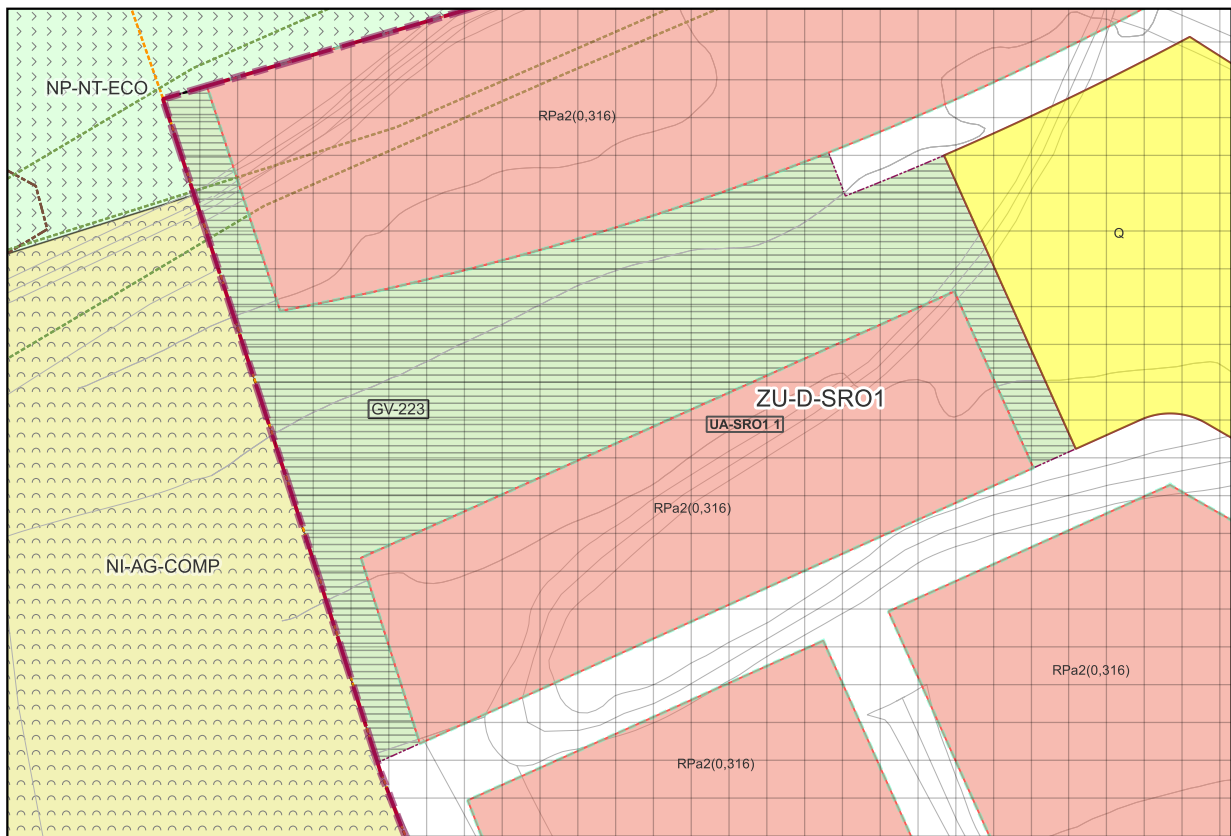 NP-NT-ECO
RPa2(0,316)
Q
ZU-D-SRO1
GV-223
UA-SRO1 1
RPa2(0,316)
NI-AG-COMP
RPa2(0,316)
RPa2(0,316)